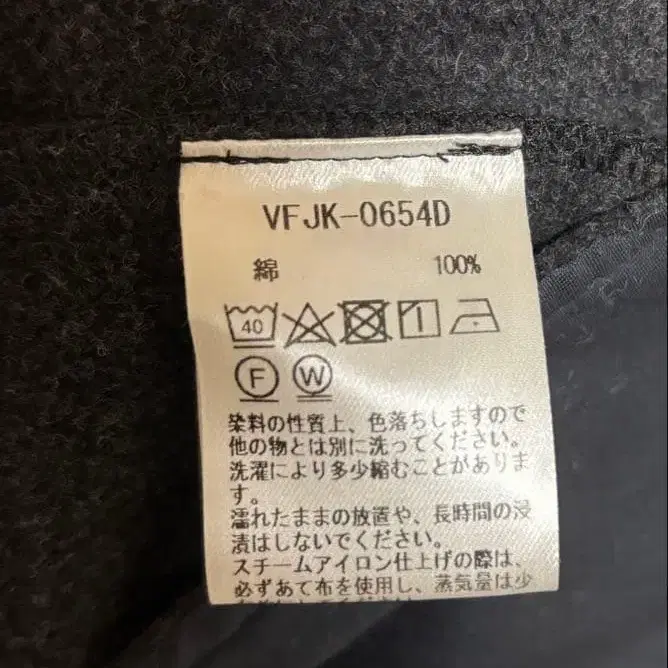 VFJK-0654D
綿 100%
40
F W
染料の性質上、色落ちしますので
他の物とは別に洗ってください。
洗濯により多少縮むことがありま
す。
濡れたままの放置や、長時間の浸
漬はしないでください。
スチームアイロン仕上げの際は、
必ずあて布を使用し、蒸気量は少